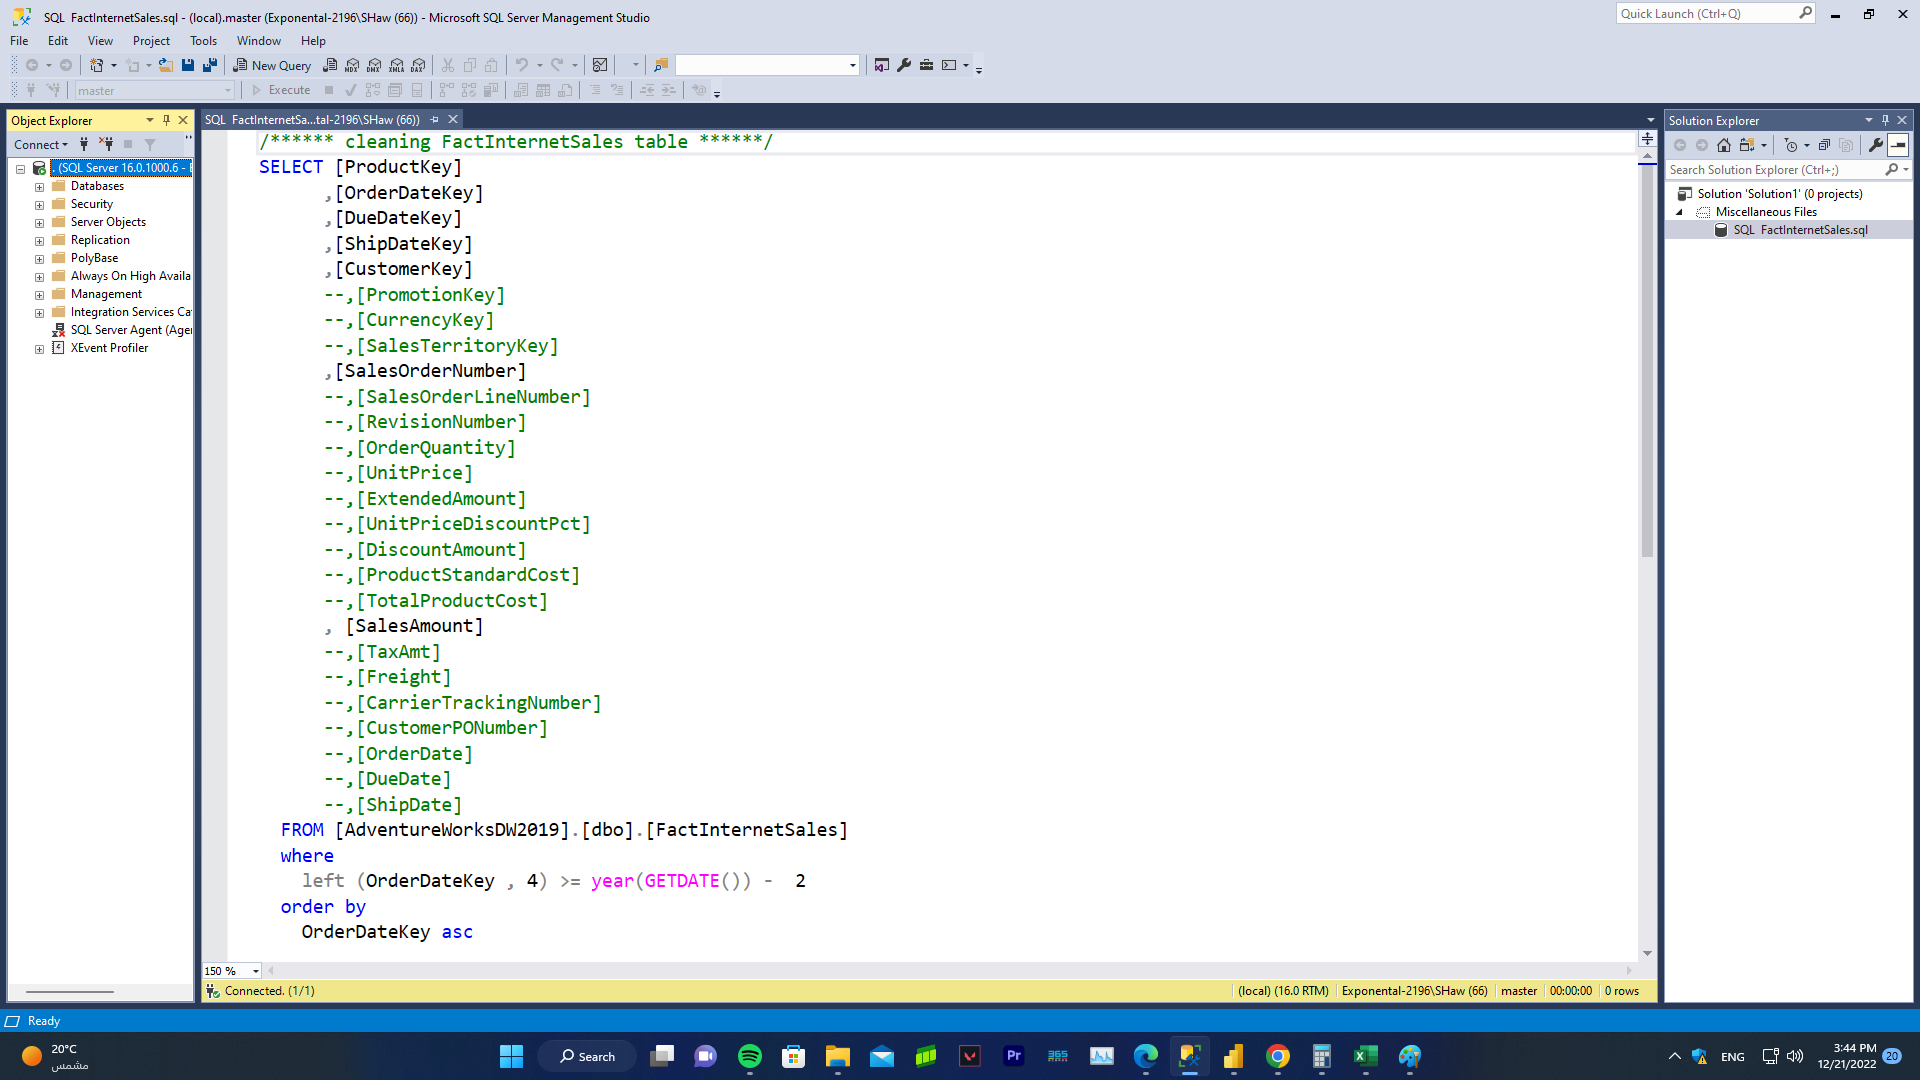 SQL FactInternetSales.sql - (local).master (Exponental-2196\SHaw (66)) - Microsoft SQL Server Management Studio
Quick Launch (Ctrl+Q)
File Edit View Project Tools Window Help
New Query
MDX DMX XMLA DAX
master
Execute
Object Explorer
Connect
. (SQL Server 16.0.1000.6 - E
Databases
Security
Server Objects
Replication
PolyBase
Always On High Availa
Management
Integration Services Ca
SQL Server Agent (Agen
XEvent Profiler
SQL FactInternetSa...tal-2196\SHaw (66))
/****** cleaning FactInternetSales table ******/
SELECT [ProductKey]
,[OrderDateKey]
,[DueDateKey]
,[ShipDateKey]
,[CustomerKey]
--,[PromotionKey]
--,[CurrencyKey]
--,[SalesTerritoryKey]
,[SalesOrderNumber]
--,[SalesOrderLineNumber]
--,[RevisionNumber]
--,[OrderQuantity]
--,[UnitPrice]
--,[ExtendedAmount]
--,[UnitPriceDiscountPct]
--,[DiscountAmount]
--,[ProductStandardCost]
--,[TotalProductCost]
, [SalesAmount]
--,[TaxAmt]
--,[Freight]
--,[CarrierTrackingNumber]
--,[CustomerPONumber]
--,[OrderDate]
--,[DueDate]
--,[ShipDate]
FROM [AdventureWorksDW2019].[dbo].[FactInternetSales]
where
left (OrderDateKey , 4) >= year(GETDATE()) - 2
order by
OrderDateKey asc
150 %
Connected. (1/1)
(local) (16.0 RTM) Exponental-2196\SHaw (66) master 00:00:00 0 rows
Solution Explorer
Search Solution Explorer (Ctrl+;)
Solution 'Solution1' (0 projects)
Miscellaneous Files
SQL FactInternetSales.sql
Ready
20°C
مشمس
Search
Pr
365
ENG
3:44 PM
12/21/2022
20